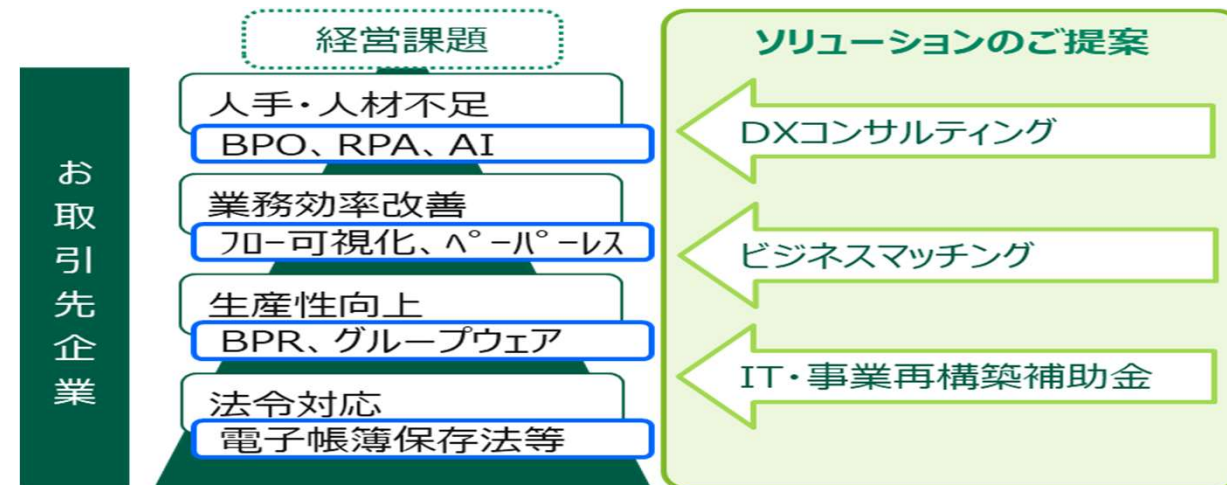 お取引先企業
経営課題
人手・人材不足
BPO、RPA、AI
業務効率改善
ﾌﾛｰ可視化、ﾍﾟｰﾊﾟｰﾚｽ
生産性向上
BPR、グループウェア
法令対応
電子帳簿保存法等
ソリューションのご提案
DXコンサルティング
ビジネスマッチング
IT・事業再構築補助金